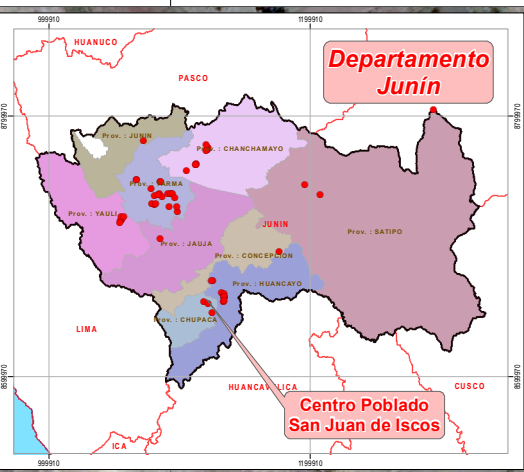 999910
1199910
HUANUCO
PASCO
Departamento
Junín
8799970
8799970
Prov. : JUNIN
Prov. : CHANCHAMAYO
Prov. : TARMA
Prov. : YAULI
JUNIN
Prov. : SATIPO
Prov. : JAUJA
Prov. : CONCEPCION
Prov. : HUANCAYO
Prov. : CHUPACA
LIMA
8599970
8599970
HUANCAVELICA
CUSCO
Centro Poblado
San Juan de Iscos
ICA
999910
1199910